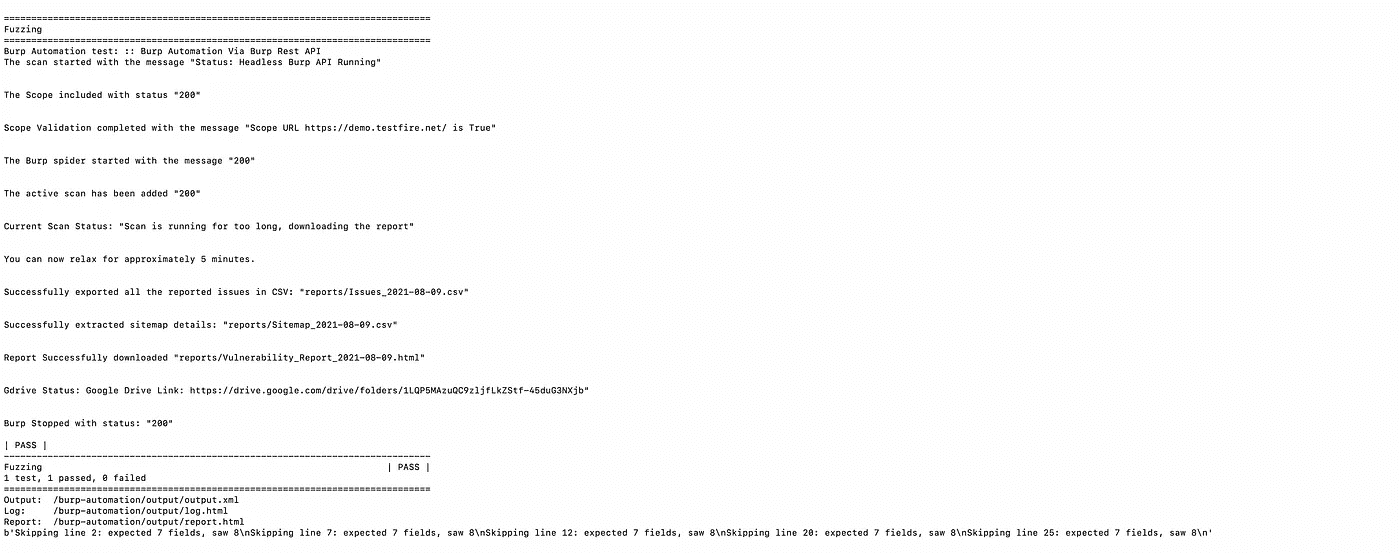 ==============================================================================
Fuzzing
==============================================================================
Burp Automation test: :: Burp Automation Via Burp Rest API
The scan started with the message "Status: Headless Burp API Running"
The Scope included with status "200"
Scope Validation completed with the message "Scope URL https://demo.testfire.net/ is True"
The Burp spider started with the message "200"
The active scan has been added "200"
Current Scan Status: "Scan is running for too long, downloading the report"
You can now relax for approximately 5 minutes.
Successfully exported all the reported issues in CSV: "reports/Issues_2021-08-09.csv"
Successfully extracted sitemap details: "reports/Sitemap_2021-08-09.csv"
Report Successfully downloaded "reports/Vulnerability_Report_2021-08-09.html"
Gdrive Status: Google Drive Link: https://drive.google.com/drive/folders/1LQP5MAzuQC9zljfLkZStf-45duG3NXjb"
Burp Stopped with status: "200"
| PASS |
------------------------------------------------------------------------------
Fuzzing | PASS |
1 test, 1 passed, 0 failed
==============================================================================
Output: /burp-automation/output/output.xml
Log: /burp-automation/output/log.html
Report: /burp-automation/output/report.html
b'Skipping line 2: expected 7 fields, saw 8\nSkipping line 7: expected 7 fields, saw 8\nSkipping line 12: expected 7 fields, saw 8\nSkipping line 20: expected 7 fields, saw 8\nSkipping line 25: expected 7 fields, saw 8\n'